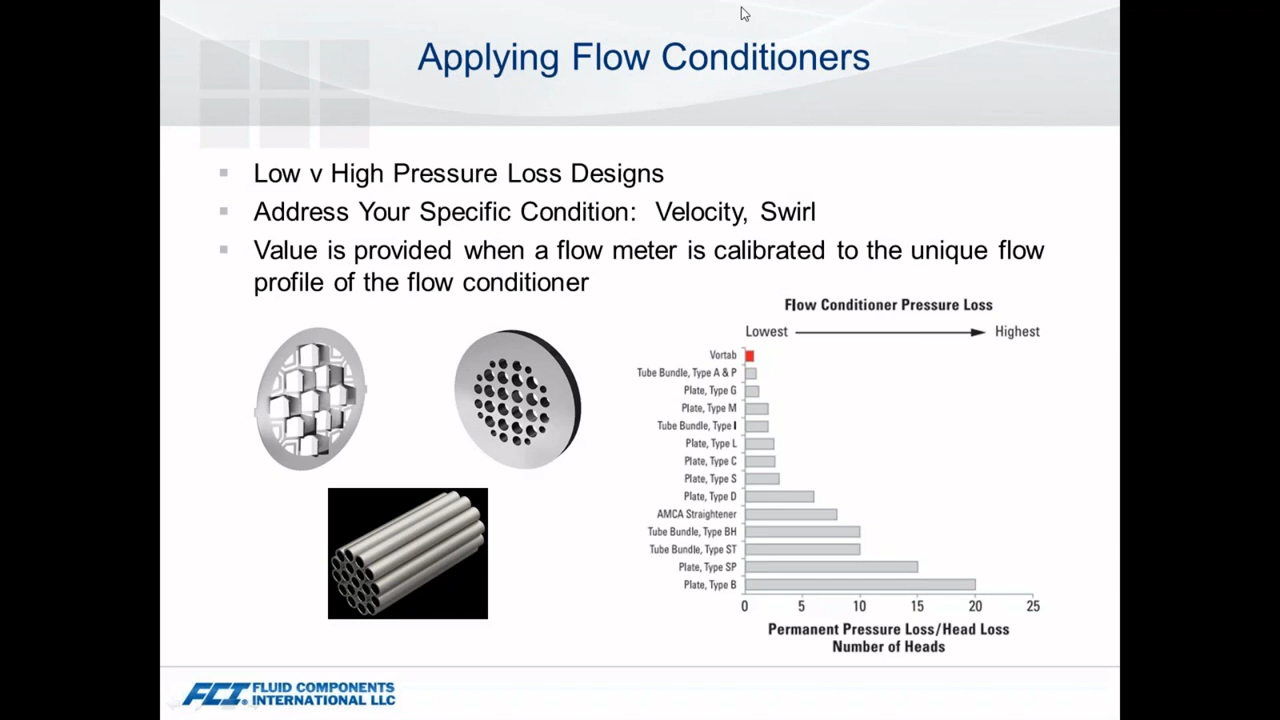 Applying Flow Conditioners
Low v High Pressure Loss Designs
Address Your Specific Condition: Velocity, Swirl
Value is provided when a flow meter is calibrated to the unique flow
profile of the flow conditioner
Flow Conditioner Pressure Loss
Lowest Highest
Vortab
Tube Bundle, Type A & P
Plate, Type G
Plate, Type M
Tube Bundle, Type I
Plate, Type L
Plate, Type C
Plate, Type S
Plate, Type D
AMCA Straightener
Tube Bundle, Type BH
Tube Bundle, Type ST
Plate, Type SP
Plate, Type B
0 5 10 15 20 25
Permanent Pressure Loss/Head Loss
Number of Heads
FCI® FLUID COMPONENTS
INTERNATIONAL LLC